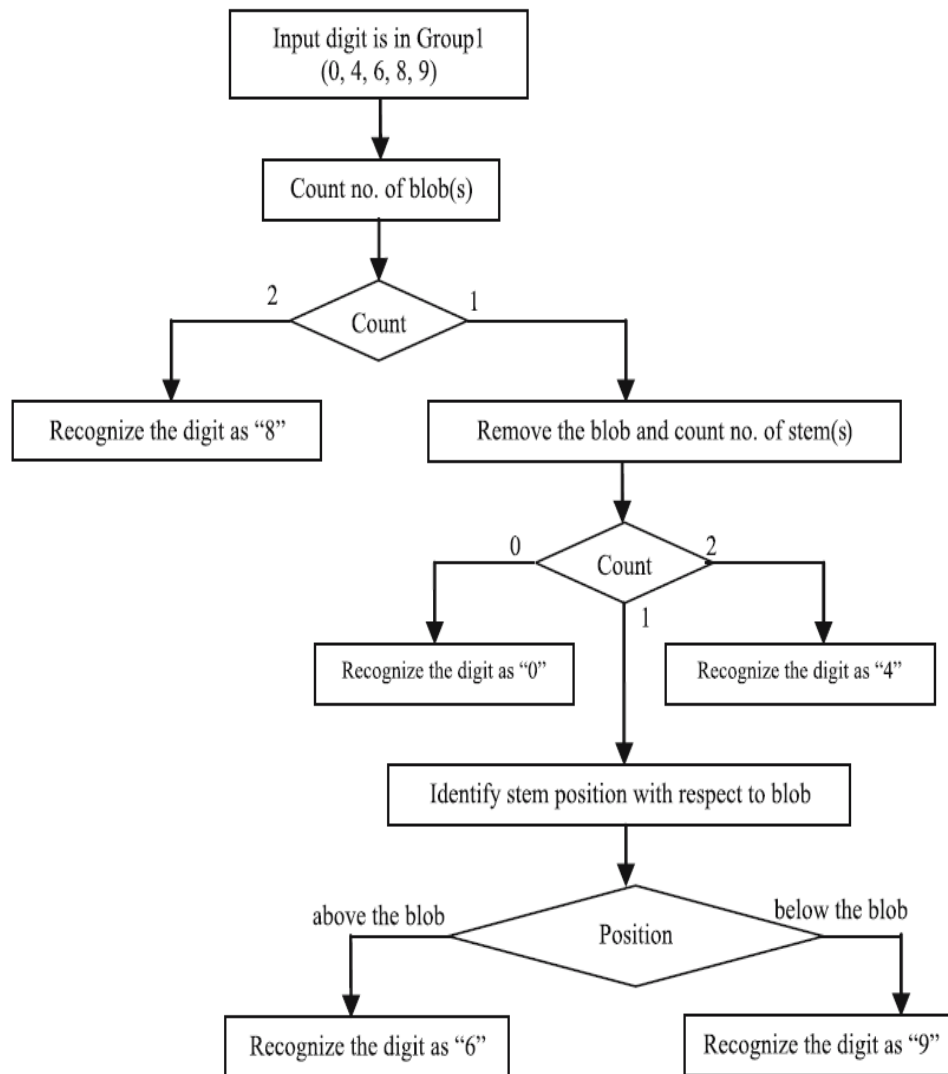 Input digit is in Group1
(0, 4, 6, 8, 9)
Count no. of blob(s)
2
1
Count
Recognize the digit as “8”
Remove the blob and count no. of stem(s)
0
2
Count
1
Recognize the digit as “0”
Recognize the digit as “4”
Identify stem position with respect to blob
above the blob
below the blob
Position
Recognize the digit as “6”
Recognize the digit as “9”